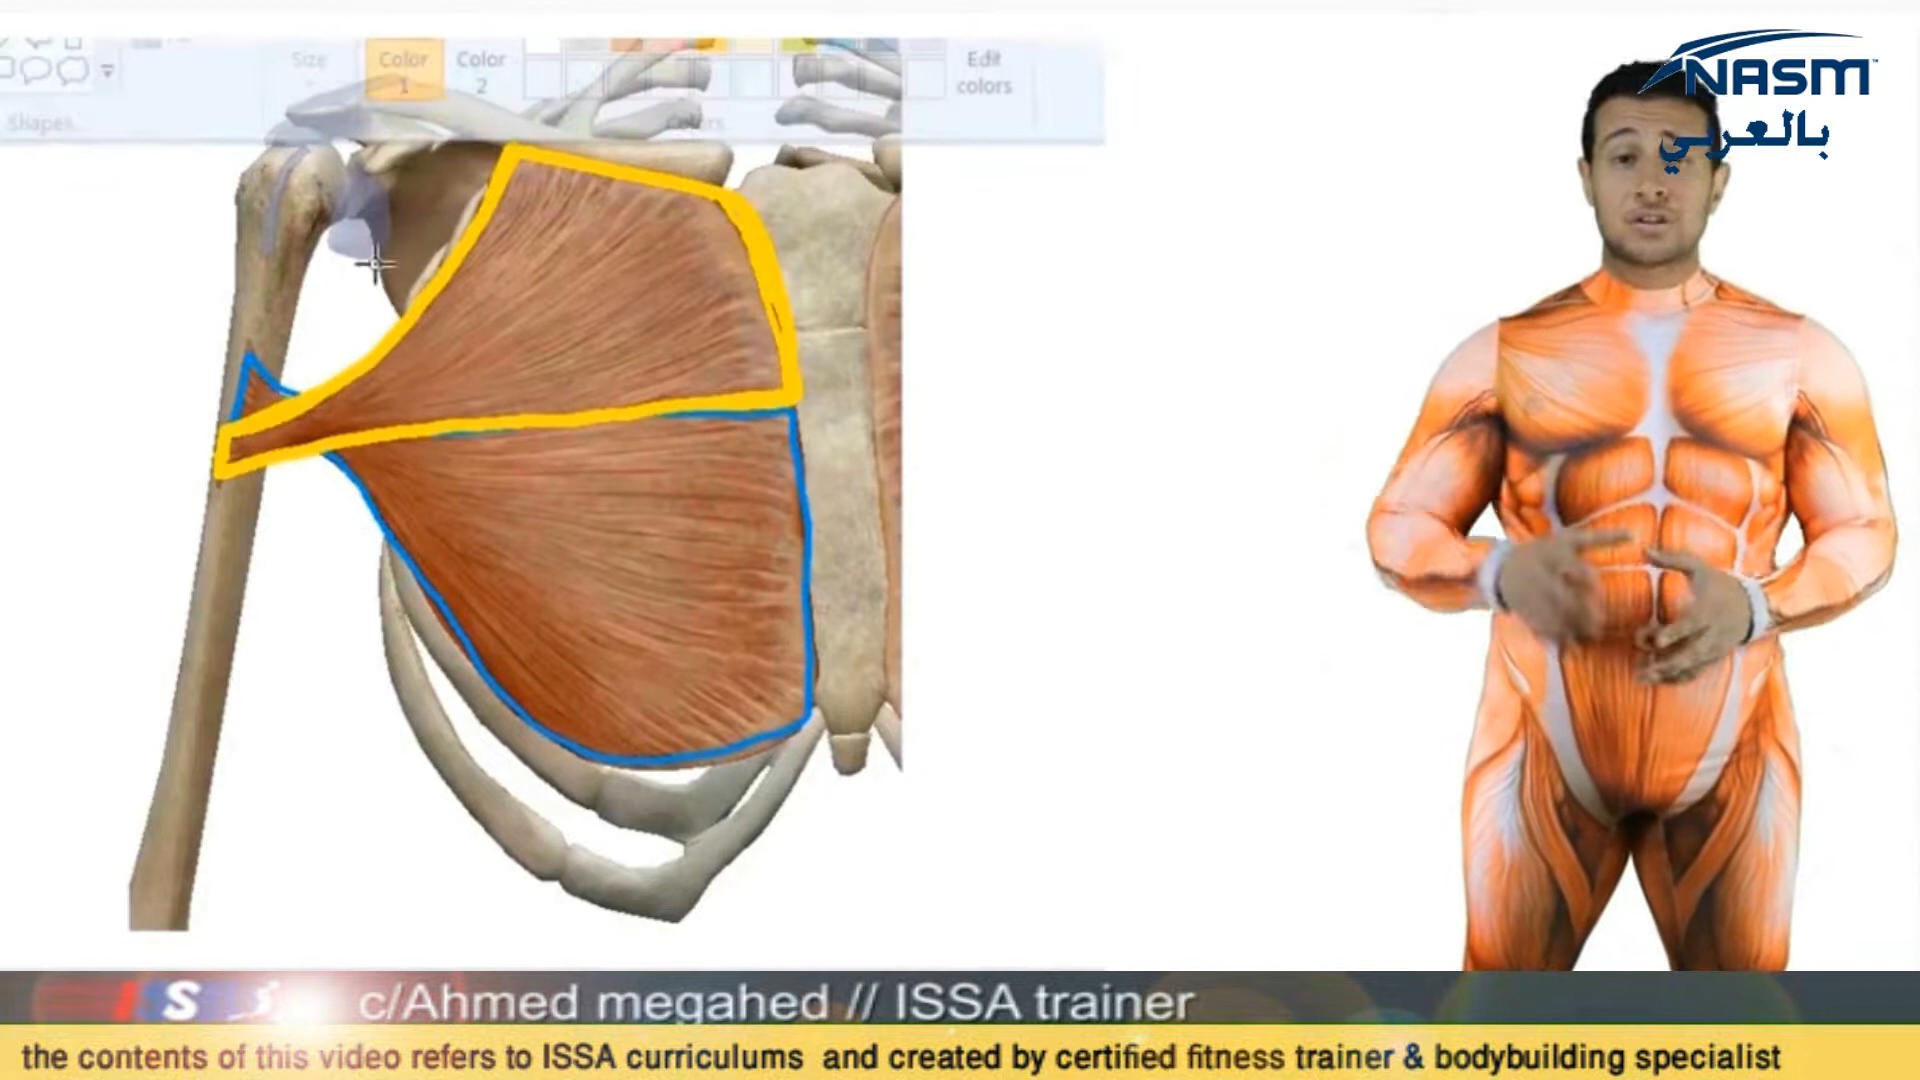 Size
Color
1
Color
2
Edit
colors
Shapes
Colors
NASM
بالعربي
c/Ahmed megahed // ISSA trainer
the contents of this video refers to ISSA curriculums and created by certified fitness trainer & bodybuilding specialist